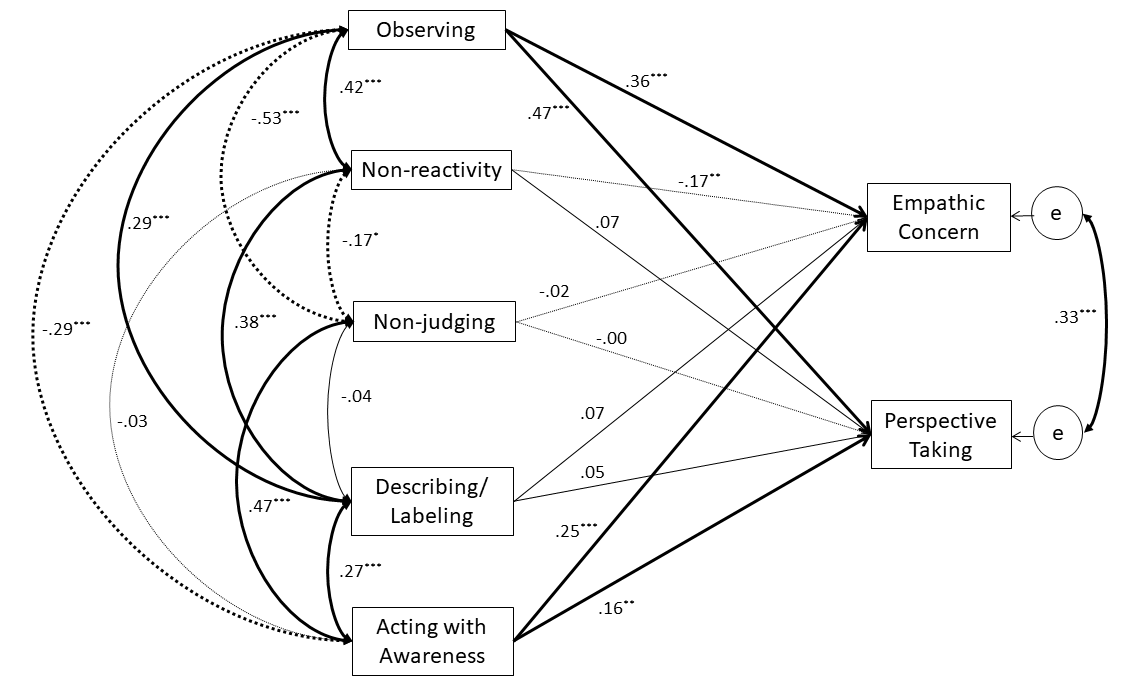 Observing
.42***
-.53***
.36***
.47***
Non-reactivity
-.17**
Empathic
Concern
e
.29***
-.17*
.07
-.02
Non-judging
-.29***
.38***
-.00
.33***
-.04
-.03
.07
Perspective
Taking
e
Describing/
Labeling
.05
.47***
.25***
.27***
.16**
Acting with
Awareness